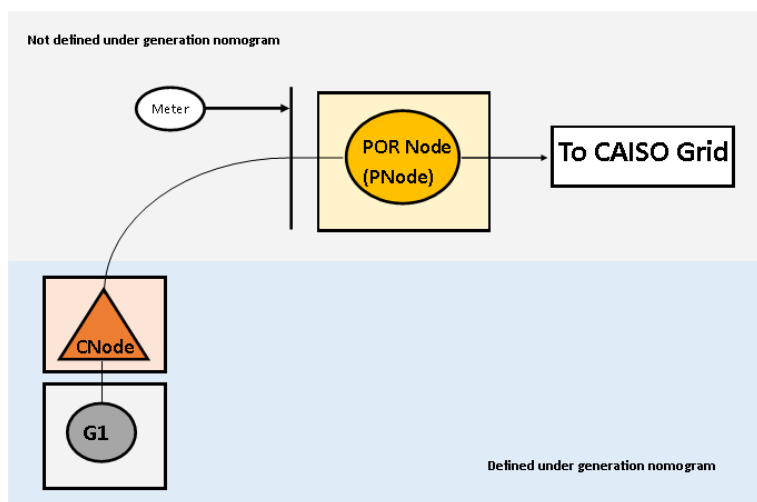 Not defined under generation nomogram
Meter
POR Node
(PNode)
To CAISO Grid
CNode
G1
Defined under generation nomogram